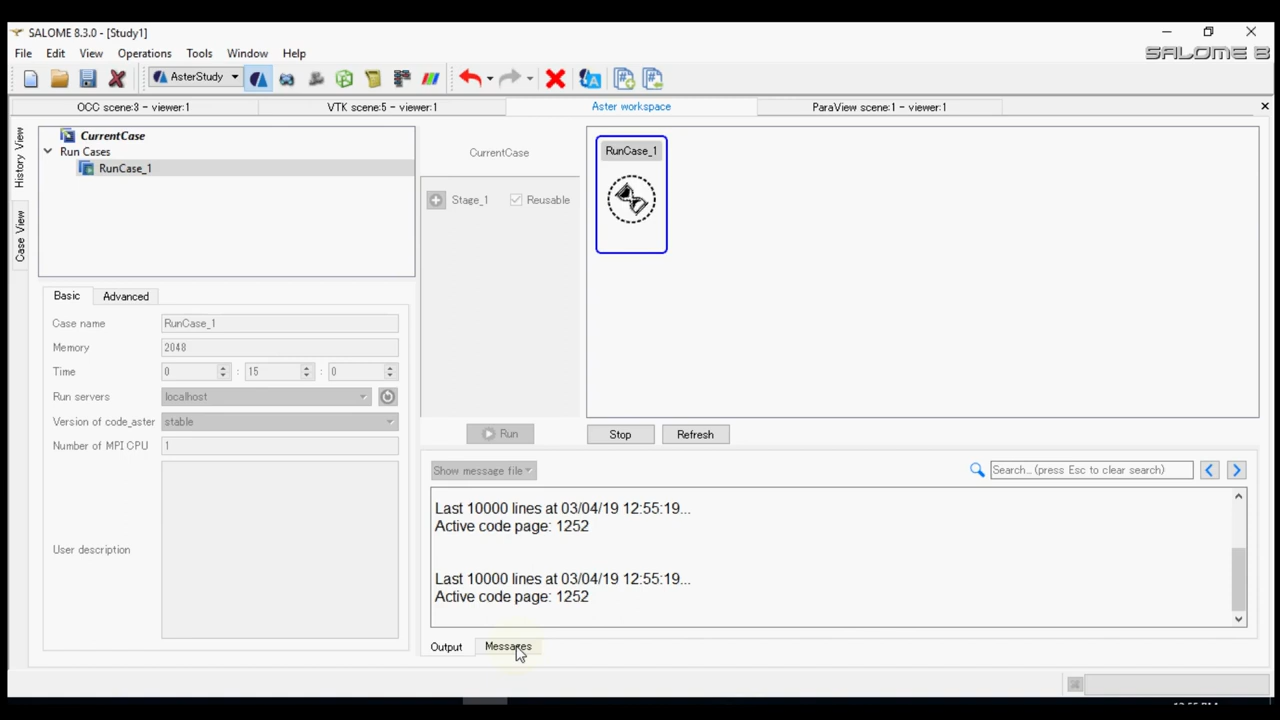 SALOME 8.3.0 - [Study1]
File Edit View Operations Tools Window Help
SALOME 8
AsterStudy
OCC scene:3 - viewer:1
VTK scene:5 - viewer:1
Aster workspace
ParaView scene:1 - viewer:1
History View
Case View
CurrentCase
Run Cases
RunCase_1
CurrentCase
Stage_1
Reusable
RunCase_1
Basic
Advanced
Case name
RunCase_1
Memory
2048
Time
0 : 15 : 0
Run servers
localhost
Version of code_aster
stable
Number of MPI CPU
1
User description
Run
Stop
Refresh
Show message file
Search... (press Esc to clear search)
Last 10000 lines at 03/04/19 12:55:19...
Active code page: 1252
Last 10000 lines at 03/04/19 12:55:19...
Active code page: 1252
Output
Messages